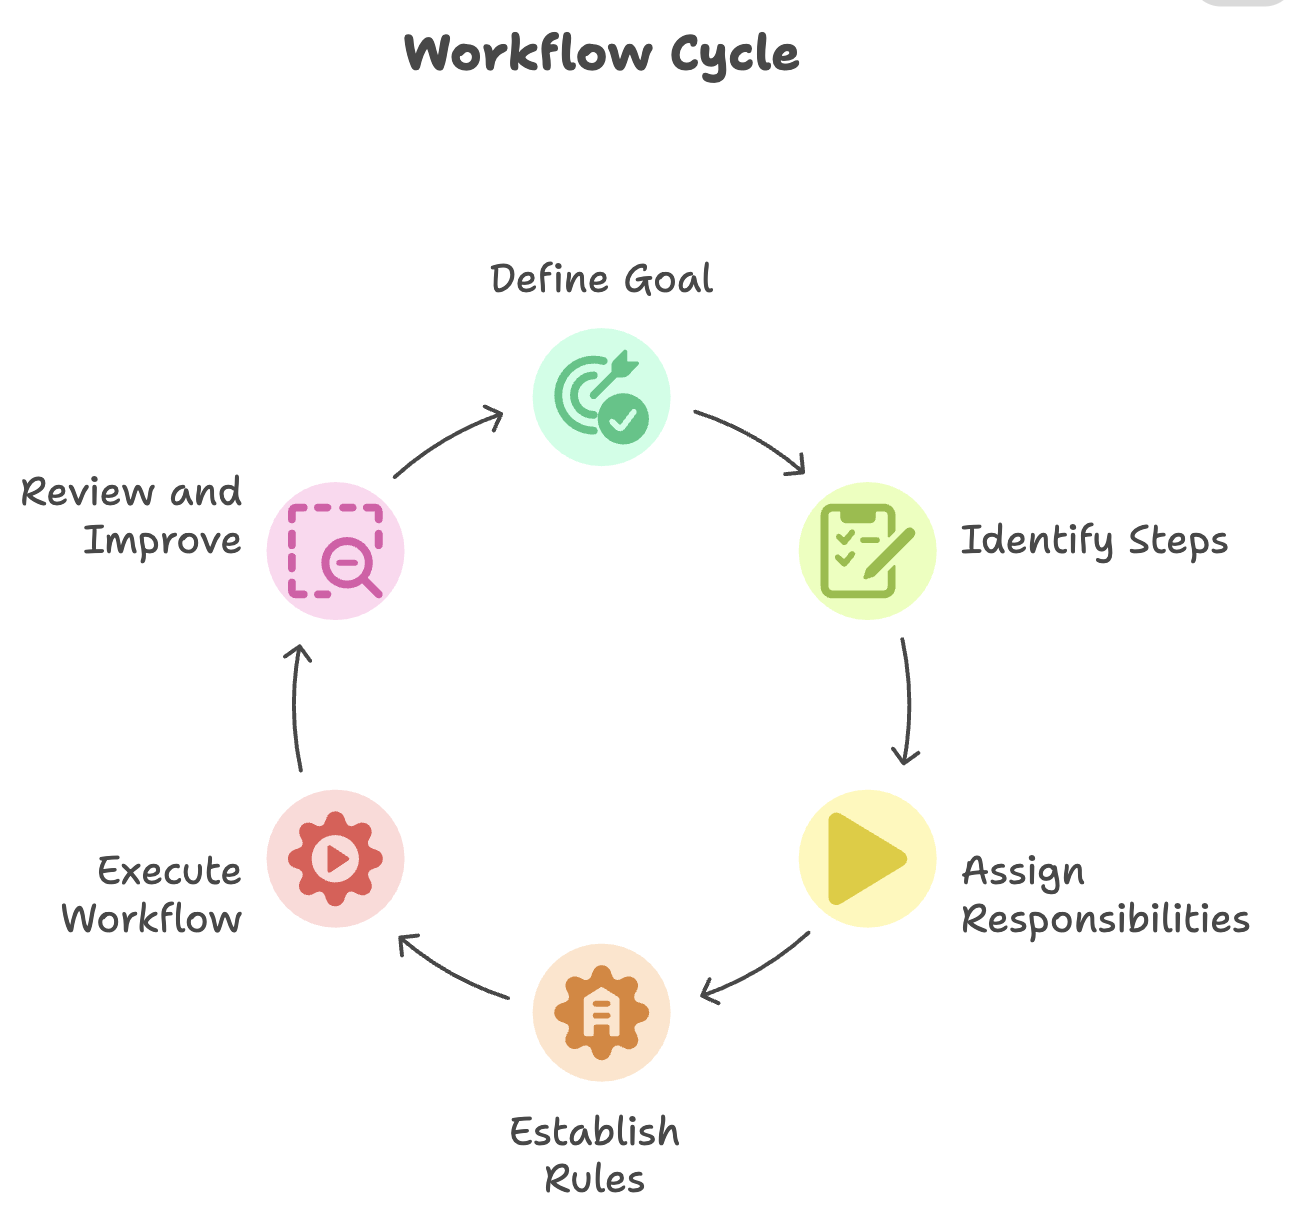 Workflow Cycle
Define Goal
Identify Steps
Assign
Responsibilities
Establish
Rules
Execute
Workflow
Review and
Improve